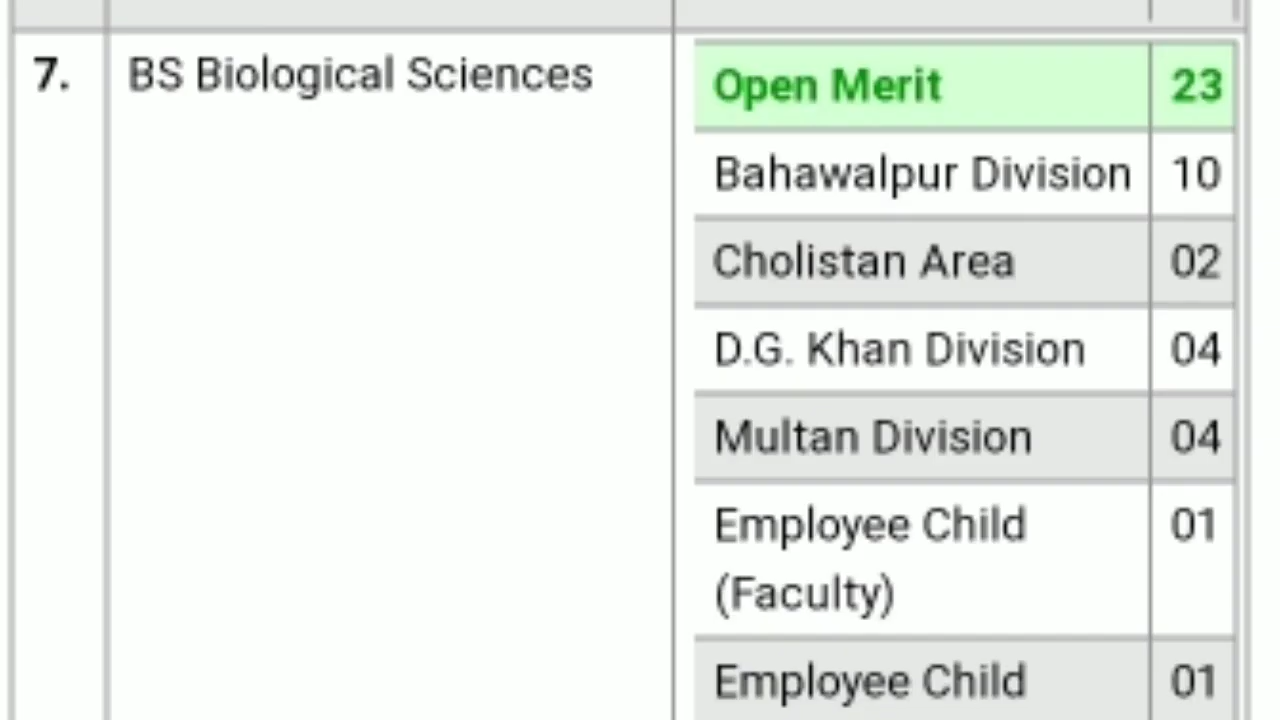 7. BS Biological Sciences Open Merit 23
Bahawalpur Division 10
Cholistan Area 02
D.G. Khan Division 04
Multan Division 04
Employee Child 01
(Faculty)
Employee Child 01